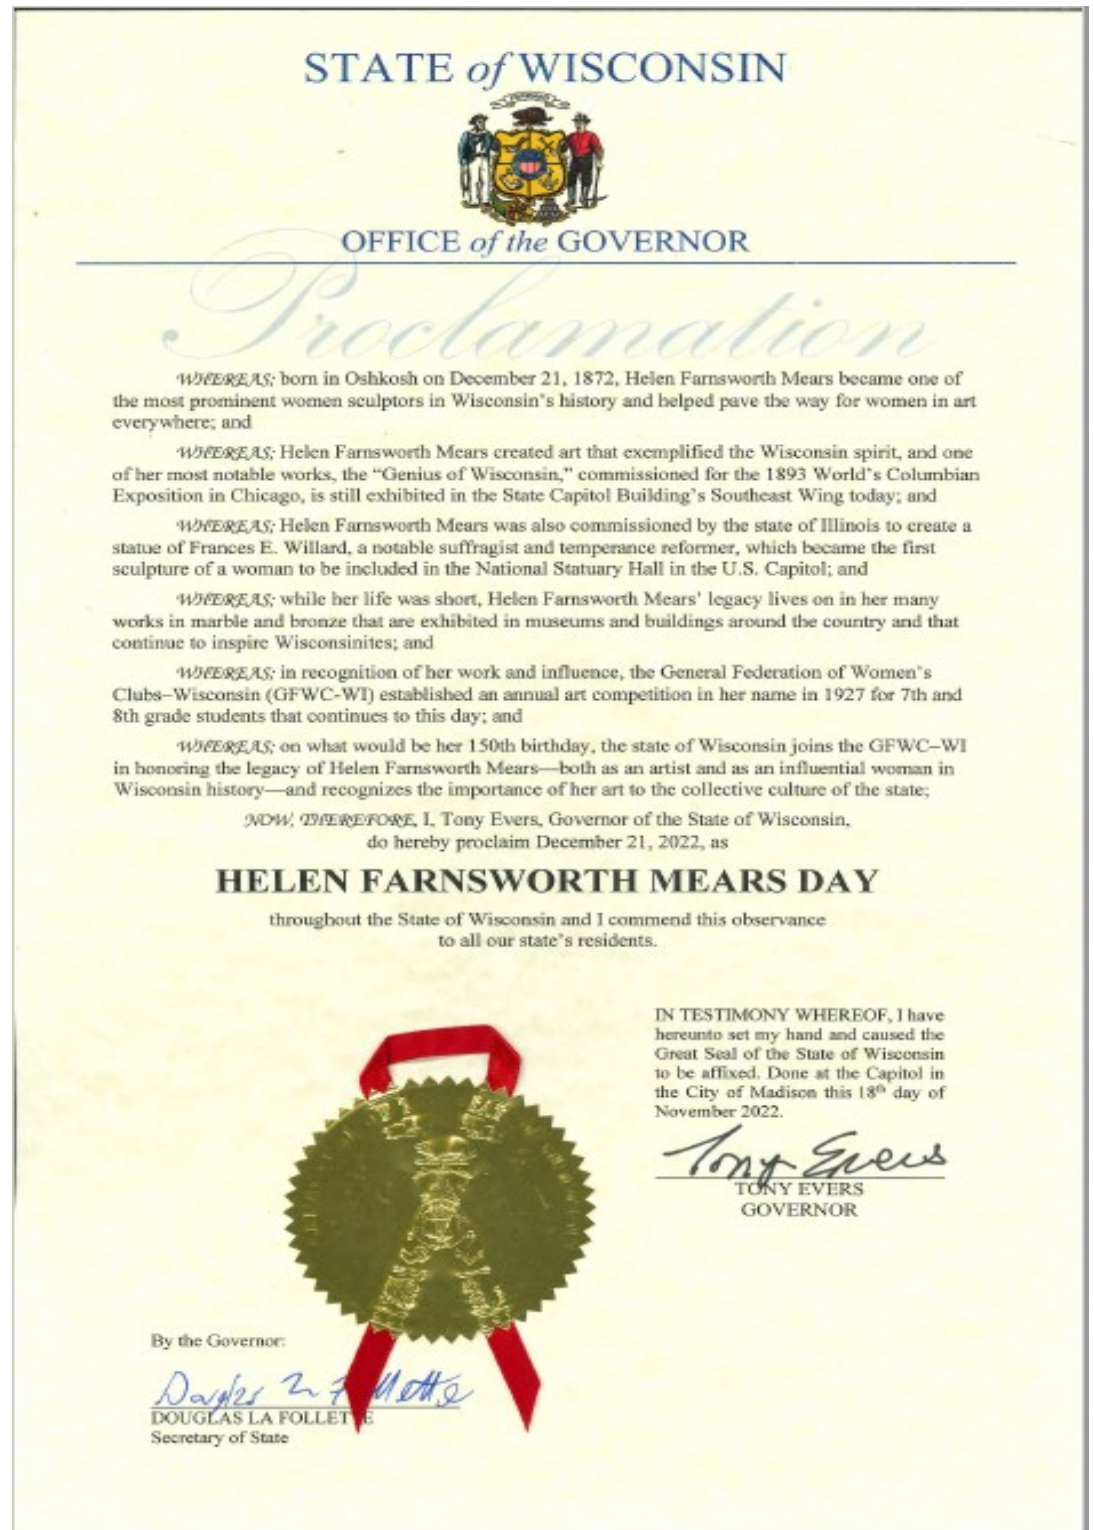 STATE of WISCONSIN
OFFICE of the GOVERNOR
Proclamation
WHEREAS; born in Oshkosh on December 21, 1872, Helen Farnsworth Mears became one of
the most prominent women sculptors in Wisconsin's history and helped pave the way for women in art
everywhere; and
WHEREAS; Helen Farnsworth Mears created art that exemplified the Wisconsin spirit, and one
of her most notable works, the “Genius of Wisconsin,” commissioned for the 1893 World's Columbian
Exposition in Chicago, is still exhibited in the State Capitol Building's Southeast Wing today; and
WHEREAS; Helen Farnsworth Mears was also commissioned by the state of Illinois to create a
statue of Frances E. Willard, a notable suffragist and temperance reformer, which became the first
sculpture of a woman to be included in the National Statuary Hall in the U.S. Capitol; and
WHEREAS; while her life was short, Helen Farnsworth Mears' legacy lives on in her many
works in marble and bronze that are exhibited in museums and buildings around the country and that
continue to inspire Wisconsinites; and
WHEREAS; in recognition of her work and influence, the General Federation of Women's
Clubs–Wisconsin (GFWC-WI) established an annual art competition in her name in 1927 for 7th and
8th grade students that continues to this day; and
WHEREAS; on what would be her 150th birthday, the state of Wisconsin joins the GFWC–WI
in honoring the legacy of Helen Farnsworth Mears—both as an artist and as an influential woman in
Wisconsin history—and recognizes the importance of her art to the collective culture of the state;
NOW, THEREFORE, I, Tony Evers, Governor of the State of Wisconsin,
do hereby proclaim December 21, 2022, as
HELEN FARNSWORTH MEARS DAY
throughout the State of Wisconsin and I commend this observance
to all our state's residents.
IN TESTIMONY WHEREOF, I have
hereunto set my hand and caused the
Great Seal of the State of Wisconsin
to be affixed. Done at the Capitol in
the City of Madison this 18th day of
November 2022.
Tony Evers
TONY EVERS
GOVERNOR
By the Governor:
Douglas La Follette
DOUGLAS LA FOLLETTE
Secretary of State